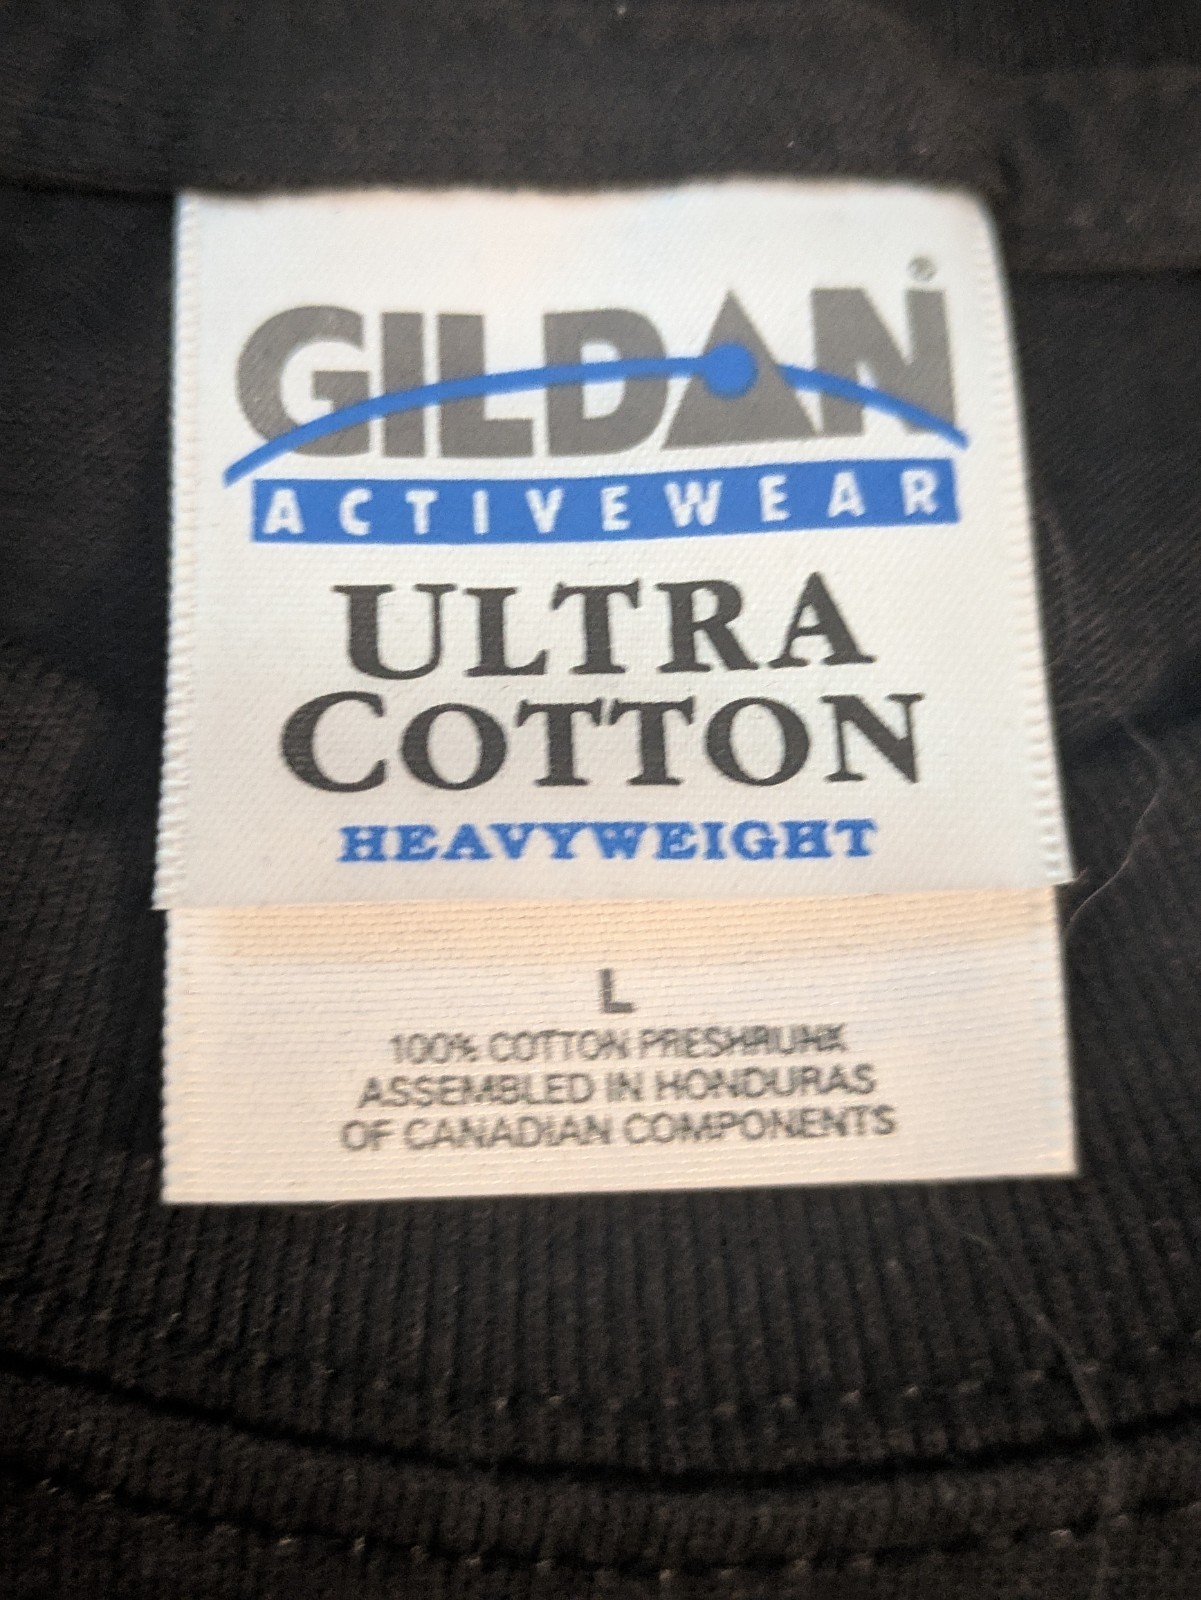 GILDAN®
ACTIVEWEAR
ULTRA
COTTON
HEAVYWEIGHT
L
100% COTTON PRESHRUNK
ASSEMBLED IN HONDURAS
OF CANADIAN COMPONENTS